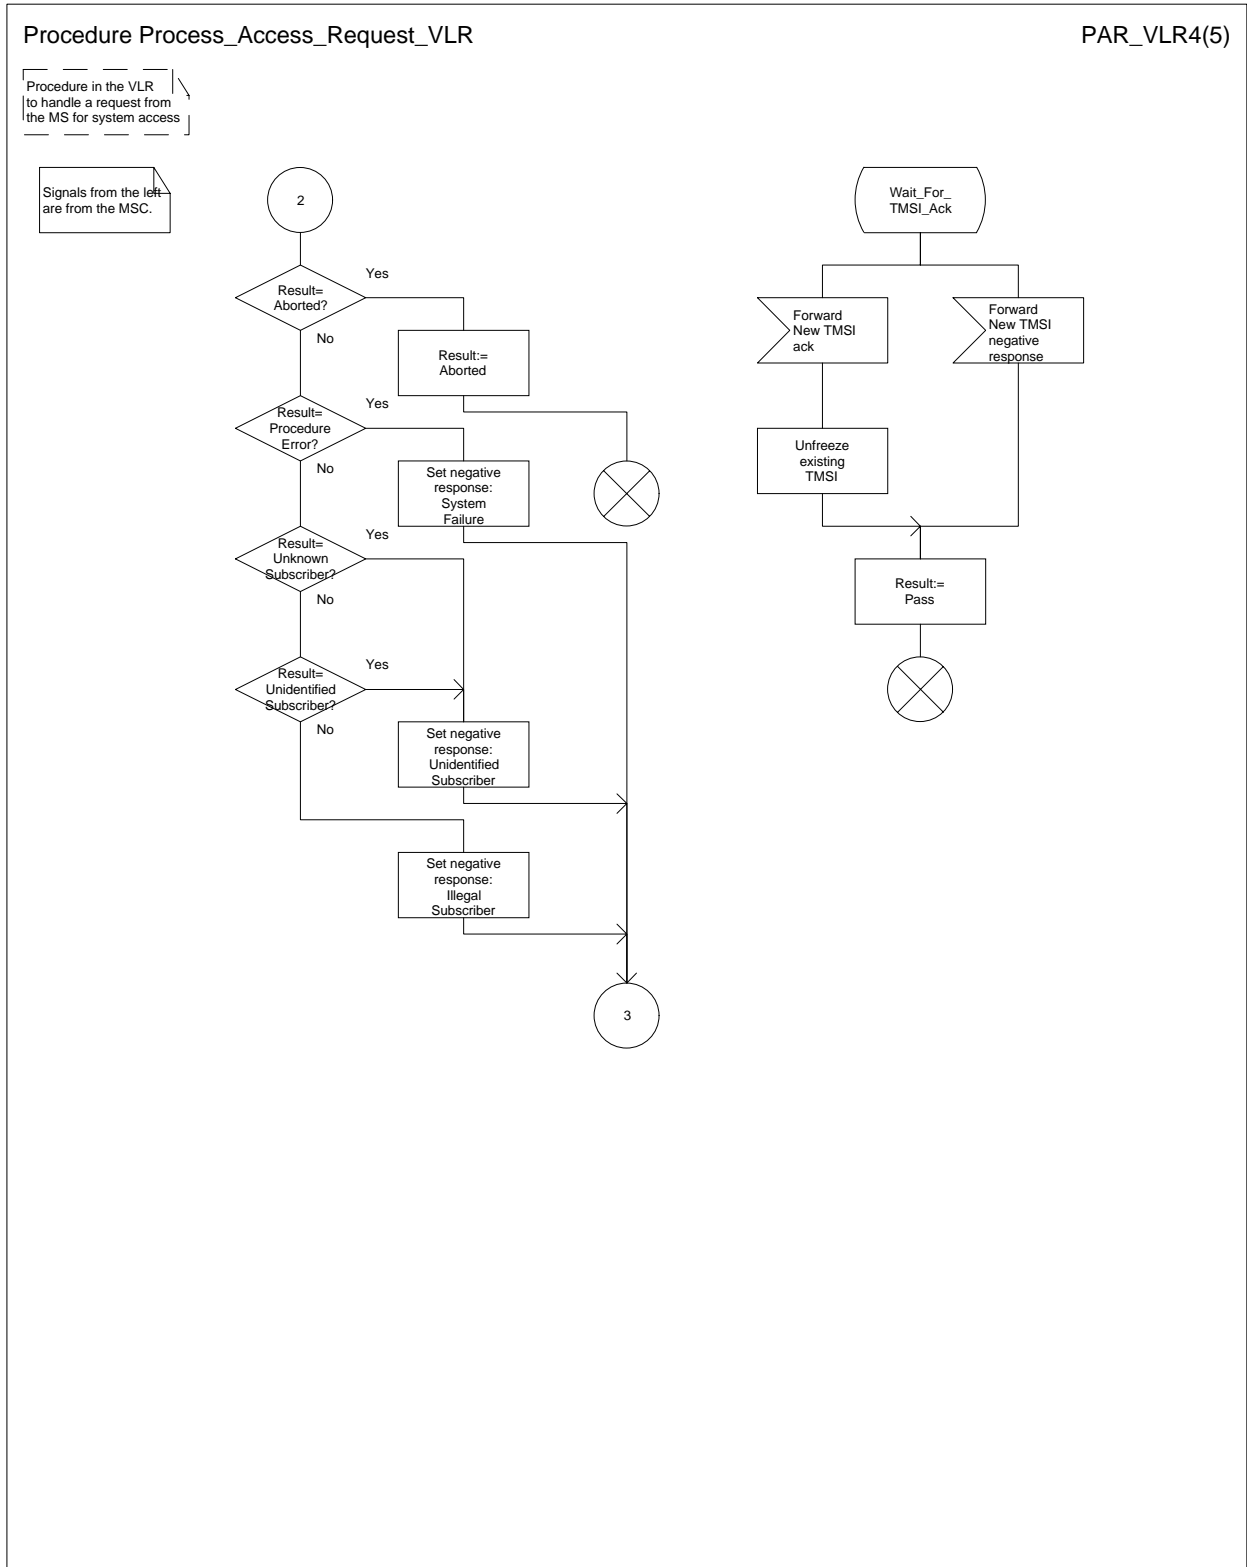 Procedure Process_Access_Request_VLR
PAR_VLR4(5)
Procedure in the VLR
to handle a request from
the MS for system access
Signals from the left
are from the MSC.
2
Result=
Aborted?
Yes
No
Result:=
Aborted
Result=
Procedure
Error?
Yes
No
Set negative
response:
System
Failure
Result=
Unknown
Subscriber?
Yes
No
Result=
Unidentified
Subscriber?
Yes
No
Set negative
response:
Unidentified
Subscriber
Set negative
response:
Illegal
Subscriber
3
Wait_For_
TMSI_Ack
Forward
New TMSI
ack
Forward
New TMSI
negative
response
Unfreeze
existing
TMSI
Result:=
Pass